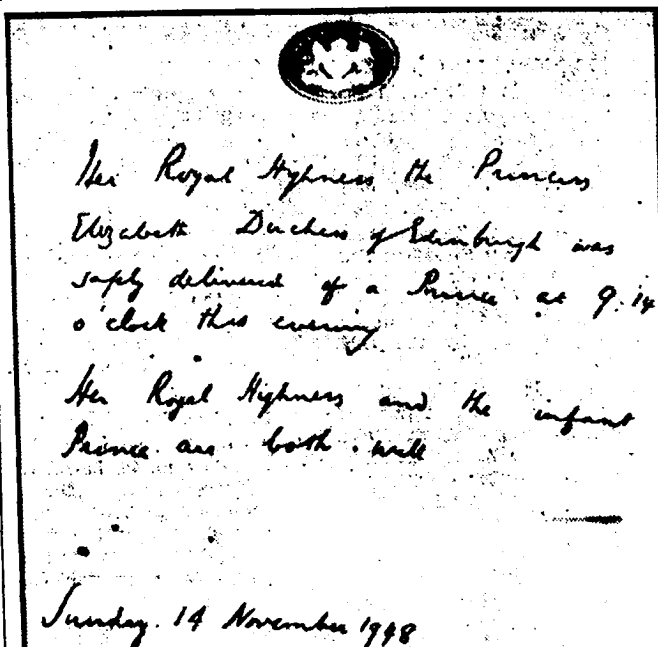 Her Royal Highness the Princess
Elizabeth Duchess of Edinburgh was
safely delivered of a Prince at 9.14
o'clock this evening
Her Royal Highness and the infant
Prince are both well
Sunday. 14 November 1948